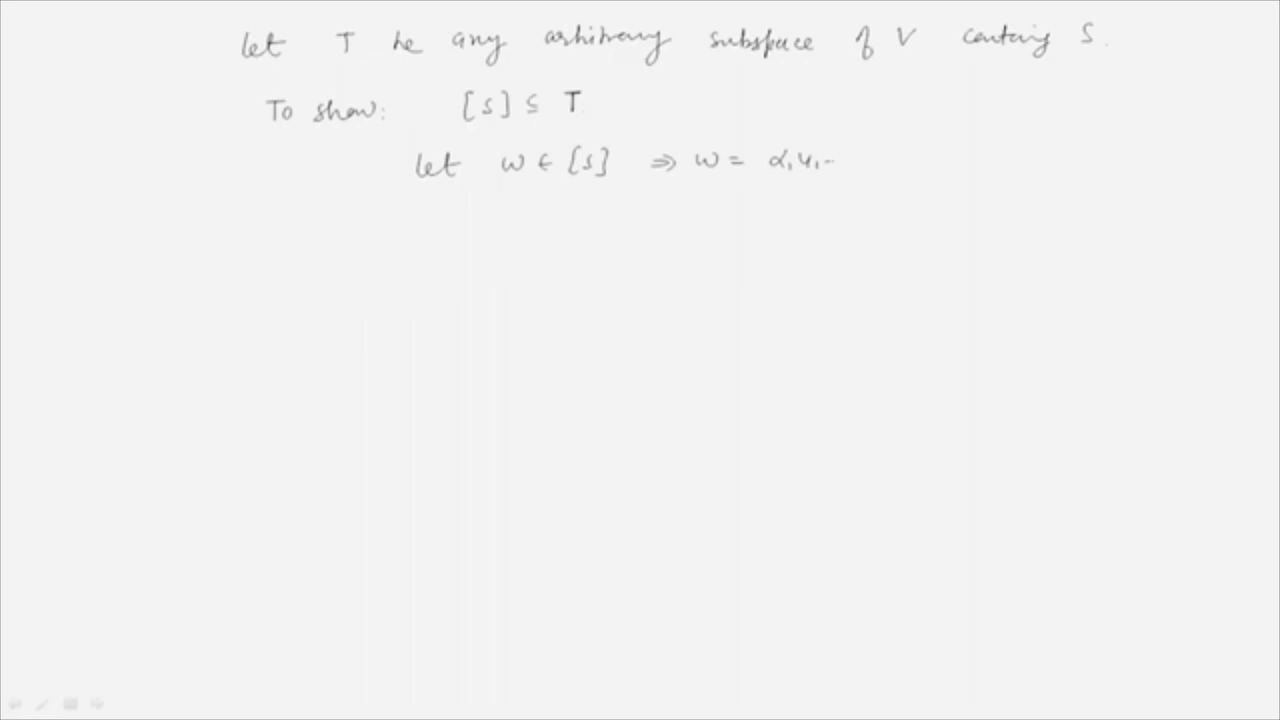 let T be any arbitrary subspace of V containg S.
To show: [S] ⊆ T
let w ∈ [S] ⇒ w = α₁u₁-